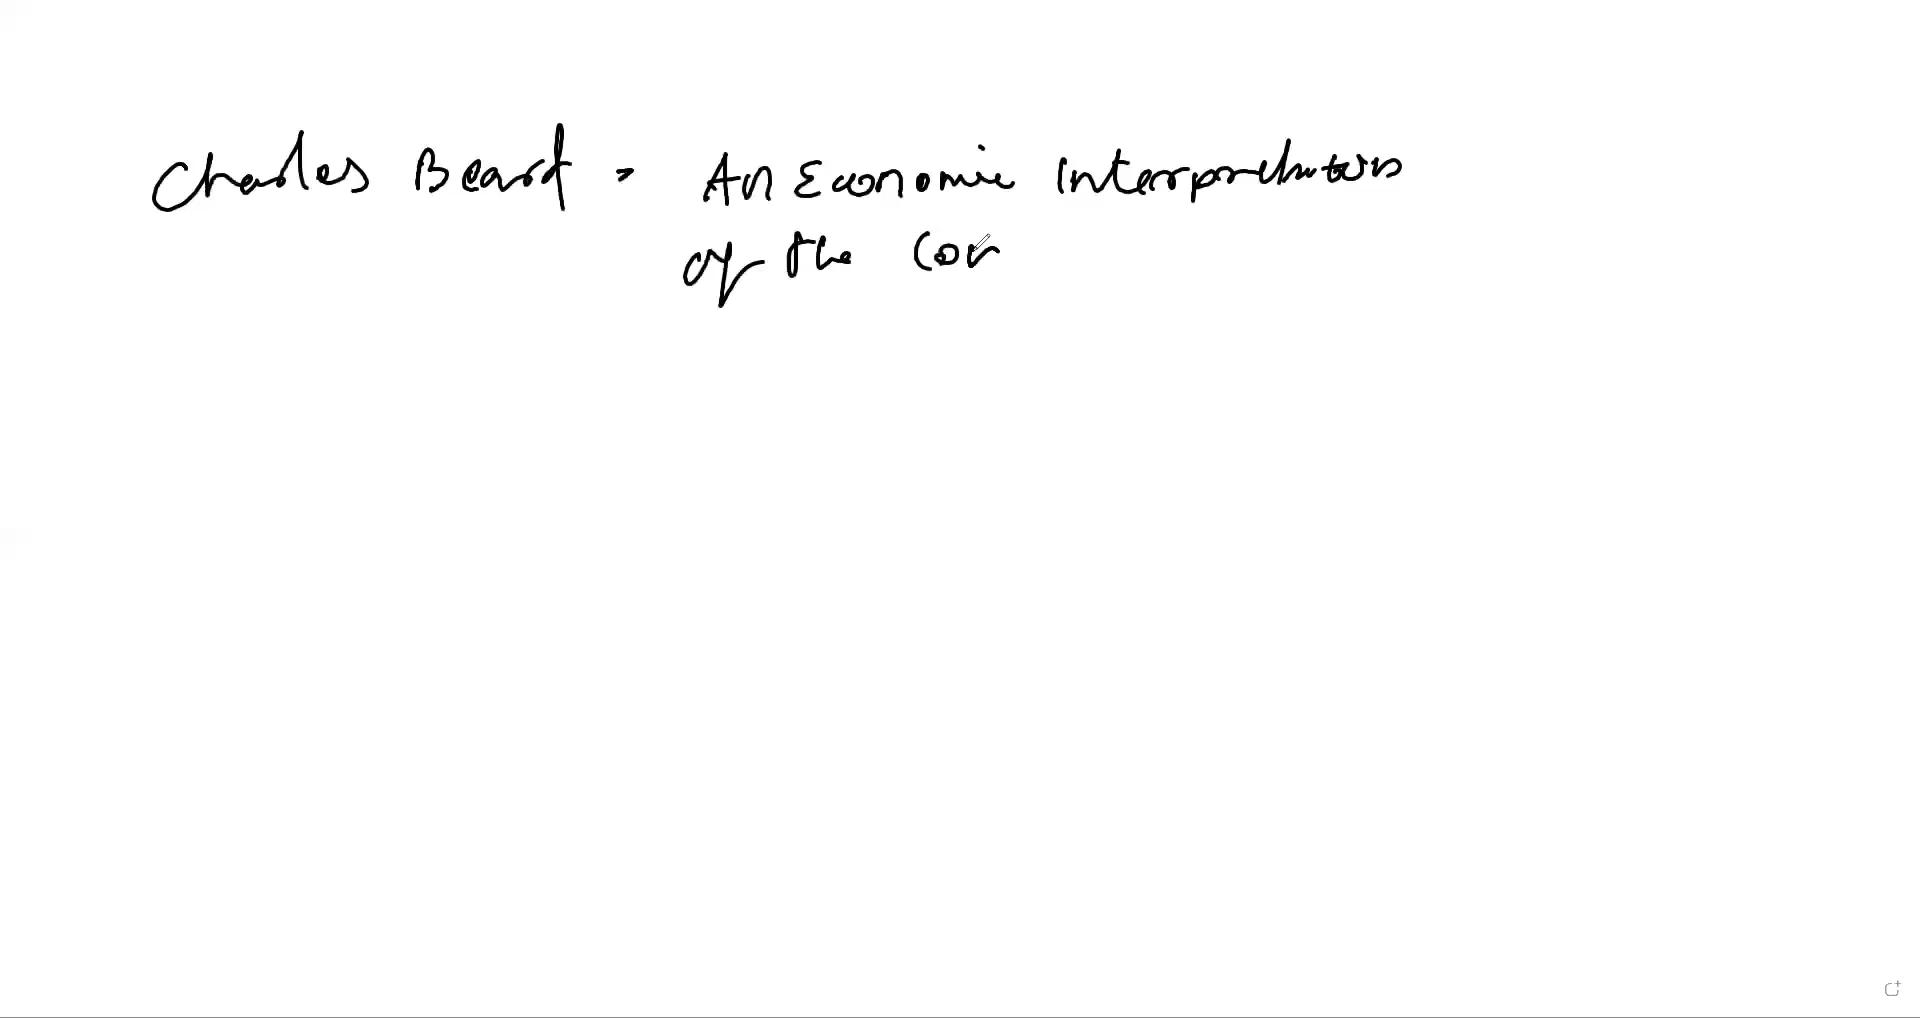 Charles Beard - An Economic Interpretation
of the Con